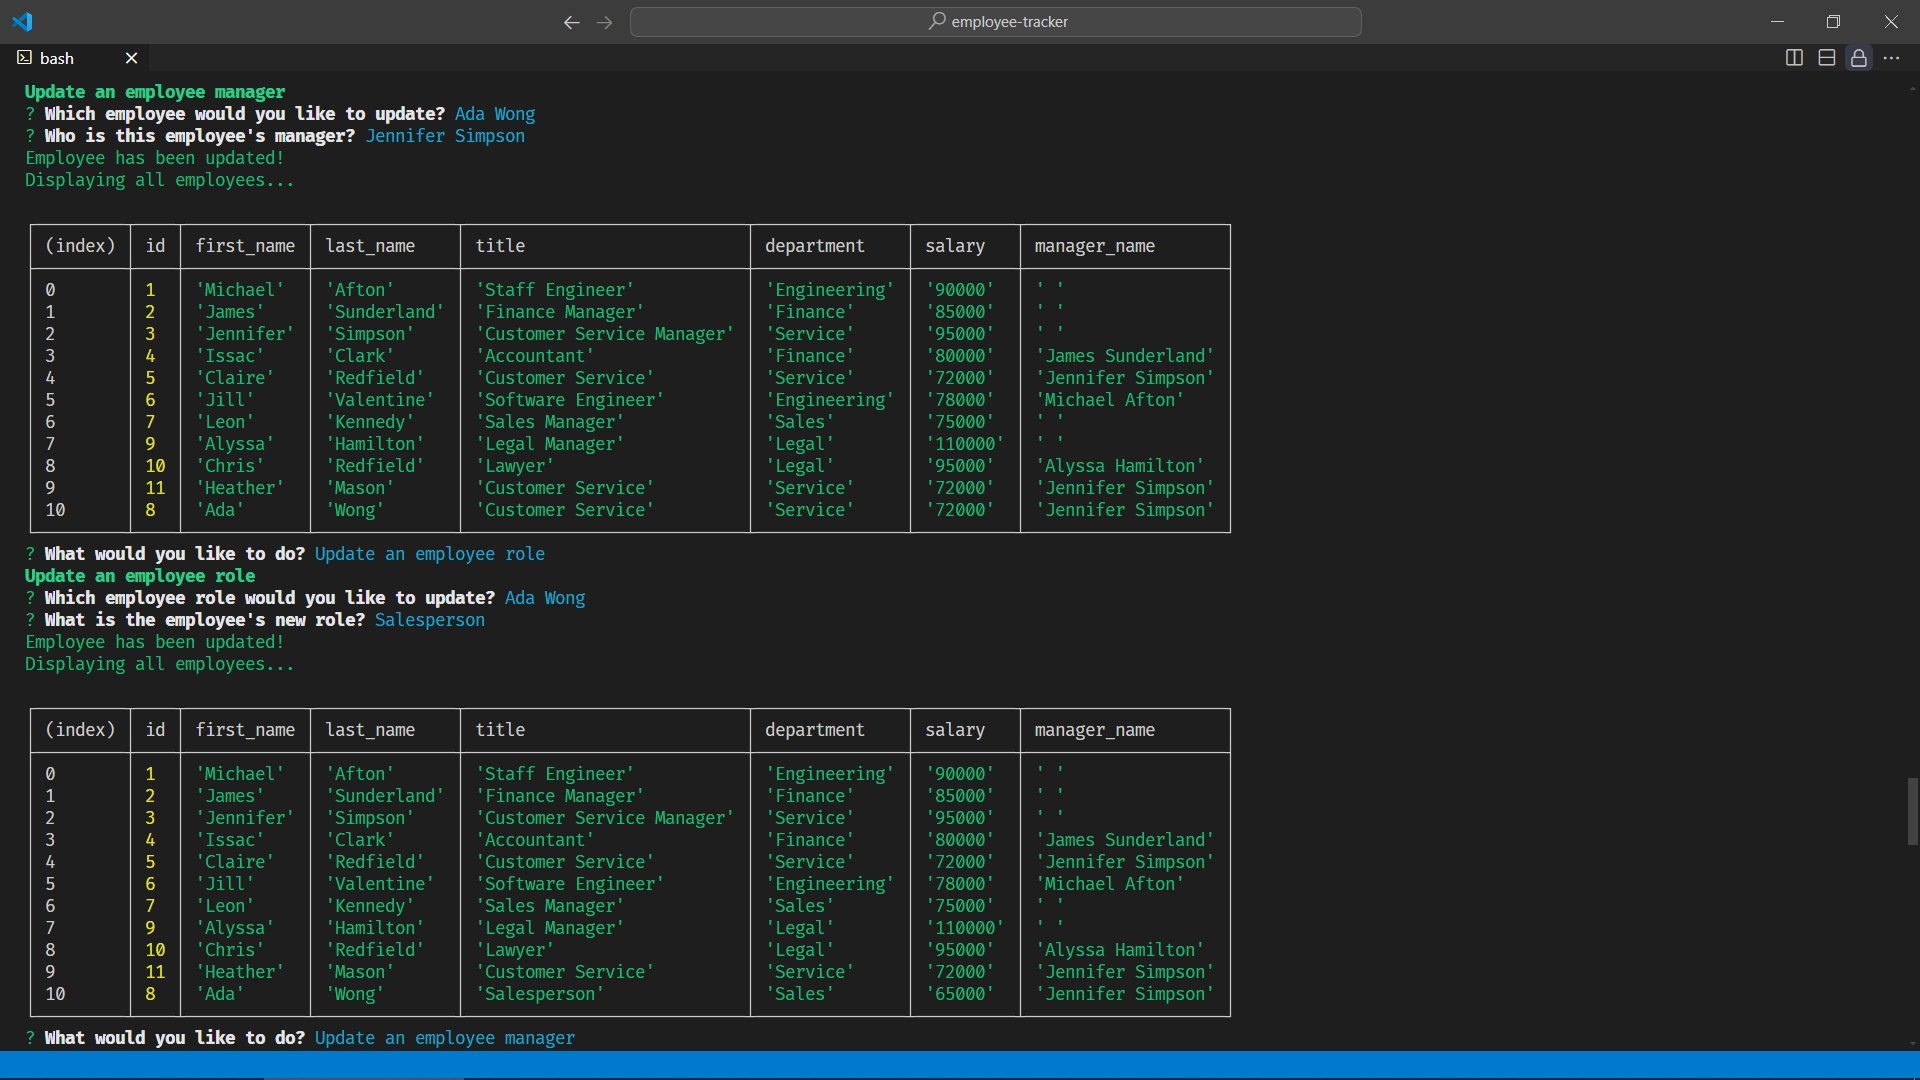 employee-tracker
bash
Update an employee manager
? Which employee would you like to update? Ada Wong
? Who is this employee's manager? Jennifer Simpson
Employee has been updated!
Displaying all employees...
(index) id first_name last_name title department salary manager_name
0 1 'Michael' 'Afton' 'Staff Engineer' 'Engineering' '90000' ' '
1 2 'James' 'Sunderland' 'Finance Manager' 'Finance' '85000' ' '
2 3 'Jennifer' 'Simpson' 'Customer Service Manager' 'Service' '95000' ' '
3 4 'Issac' 'Clark' 'Accountant' 'Finance' '80000' 'James Sunderland'
4 5 'Claire' 'Redfield' 'Customer Service' 'Service' '72000' 'Jennifer Simpson'
5 6 'Jill' 'Valentine' 'Software Engineer' 'Engineering' '78000' 'Michael Afton'
6 7 'Leon' 'Kennedy' 'Sales Manager' 'Sales' '75000' ' '
7 9 'Alyssa' 'Hamilton' 'Legal Manager' 'Legal' '110000' ' '
8 10 'Chris' 'Redfield' 'Lawyer' 'Legal' '95000' 'Alyssa Hamilton'
9 11 'Heather' 'Mason' 'Customer Service' 'Service' '72000' 'Jennifer Simpson'
10 8 'Ada' 'Wong' 'Customer Service' 'Service' '72000' 'Jennifer Simpson'
? What would you like to do? Update an employee role
Update an employee role
? Which employee role would you like to update? Ada Wong
? What is the employee's new role? Salesperson
Employee has been updated!
Displaying all employees...
(index) id first_name last_name title department salary manager_name
0 1 'Michael' 'Afton' 'Staff Engineer' 'Engineering' '90000' ' '
1 2 'James' 'Sunderland' 'Finance Manager' 'Finance' '85000' ' '
2 3 'Jennifer' 'Simpson' 'Customer Service Manager' 'Service' '95000' ' '
3 4 'Issac' 'Clark' 'Accountant' 'Finance' '80000' 'James Sunderland'
4 5 'Claire' 'Redfield' 'Customer Service' 'Service' '72000' 'Jennifer Simpson'
5 6 'Jill' 'Valentine' 'Software Engineer' 'Engineering' '78000' 'Michael Afton'
6 7 'Leon' 'Kennedy' 'Sales Manager' 'Sales' '75000' ' '
7 9 'Alyssa' 'Hamilton' 'Legal Manager' 'Legal' '110000' ' '
8 10 'Chris' 'Redfield' 'Lawyer' 'Legal' '95000' 'Alyssa Hamilton'
9 11 'Heather' 'Mason' 'Customer Service' 'Service' '72000' 'Jennifer Simpson'
10 8 'Ada' 'Wong' 'Salesperson' 'Sales' '65000' 'Jennifer Simpson'
? What would you like to do? Update an employee manager